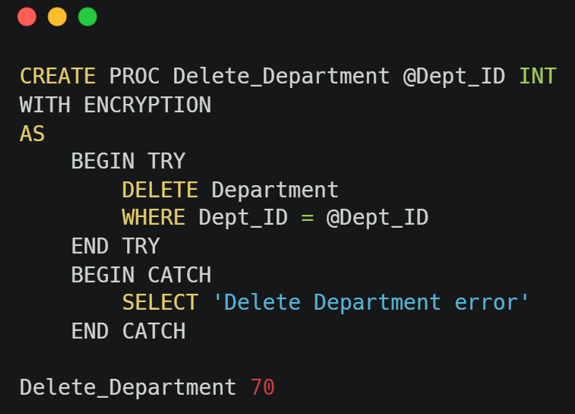 CREATE PROC Delete_Department @Dept_ID INT
WITH ENCRYPTION
AS
    BEGIN TRY
        DELETE Department
        WHERE Dept_ID = @Dept_ID
    END TRY
    BEGIN CATCH
        SELECT 'Delete Department error'
    END CATCH

Delete_Department 70